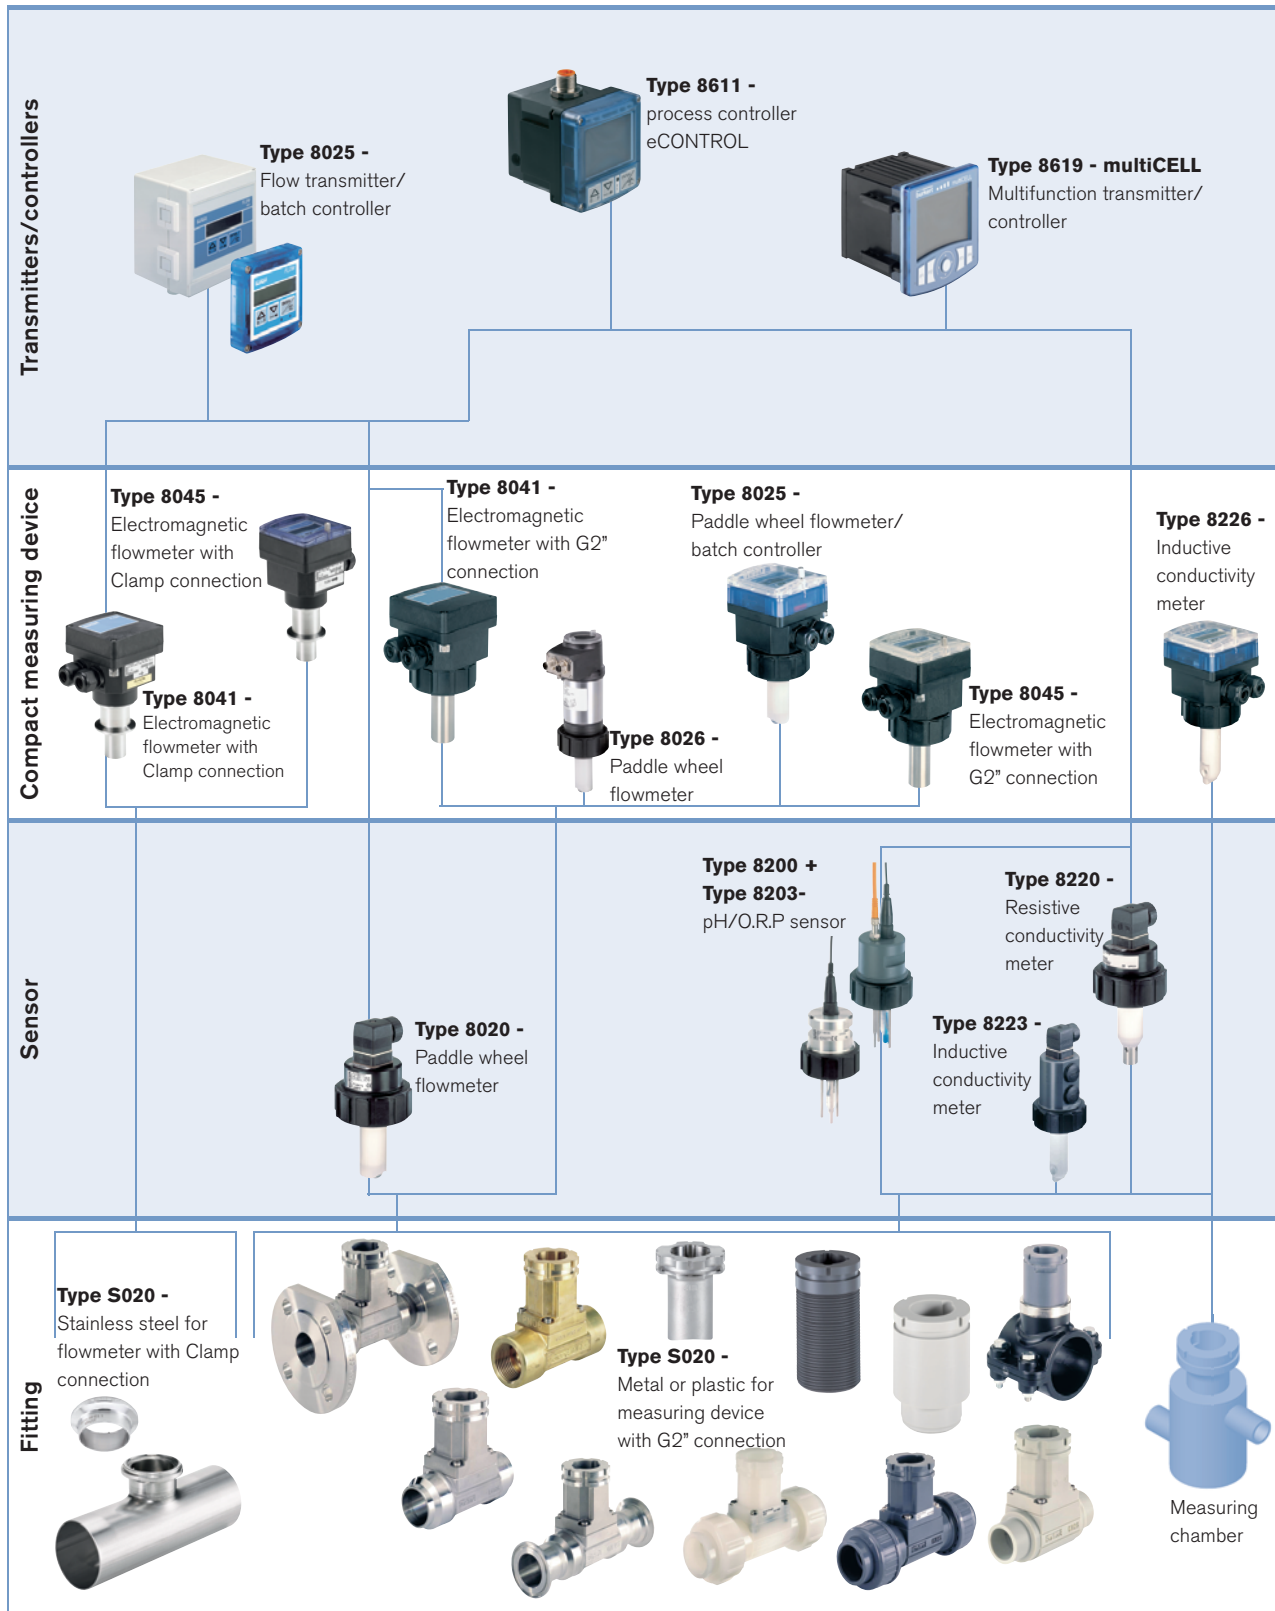 Transmitters/controllers
Type 8025 -
Flow transmitter/
batch controller
Type 8611 -
process controller
eCONTROL
Type 8619 - multiCELL
Multifunction transmitter/
controller
Compact measuring device
Type 8045 -
Electromagnetic
flowmeter with
Clamp connection
Type 8041 -
Electromagnetic
flowmeter with
Clamp connection
Type 8041 -
Electromagnetic
flowmeter with G2”
connection
Type 8026 -
Paddle wheel
flowmeter
Type 8025 -
Paddle wheel flowmeter/
batch controller
Type 8045 -
Electromagnetic
flowmeter with
G2” connection
Type 8226 -
Inductive
conductivity
meter
Sensor
Type 8020 -
Paddle wheel
flowmeter
Type 8200 +
Type 8203-
pH/O.R.P sensor
Type 8220 -
Resistive
conductivity
meter
Type 8223 -
Inductive
conductivity
meter
Fitting
Type S020 -
Stainless steel for
flowmeter with Clamp
connection
Type S020 -
Metal or plastic for
measuring device
with G2” connection
Measuring
chamber